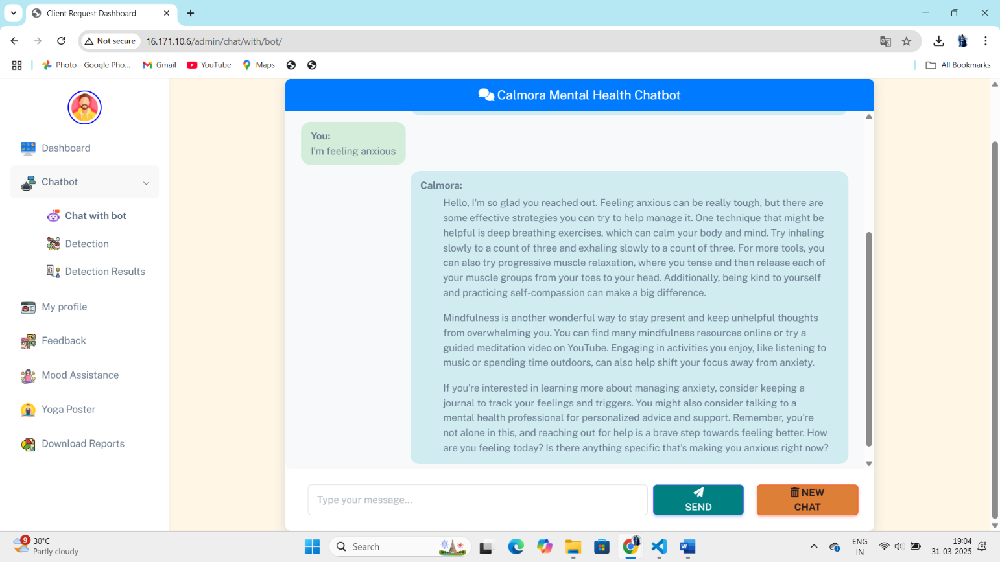 Client Request Dashboard
Not secure
16.171.10.6/admin/chat/with/bot/
Photo - Google Pho...
Gmail
YouTube
Maps
All Bookmarks
Dashboard
Chatbot
Chat with bot
Detection
Detection Results
My profile
Feedback
Mood Assistance
Yoga Poster
Download Reports
Calmora Mental Health Chatbot
You:
I'm feeling anxious
Calmora:
Hello, I'm so glad you reached out. Feeling anxious can be really tough, but there are
some effective strategies you can try to help manage it. One technique that might be
helpful is deep breathing exercises, which can calm your body and mind. Try inhaling
slowly to a count of three and exhaling slowly to a count of three. For more tools, you
can also try progressive muscle relaxation, where you tense and then release each of
your muscle groups from your toes to your head. Additionally, being kind to yourself
and practicing self-compassion can make a big difference.
Mindfulness is another wonderful way to stay present and keep unhelpful thoughts
from overwhelming you. You can find many mindfulness resources online or try a
guided meditation video on YouTube. Engaging in activities you enjoy, like listening to
music or spending time outdoors, can also help shift your focus away from anxiety.
If you're interested in learning more about managing anxiety, consider keeping a
journal to track your feelings and triggers. You might also consider talking to a
mental health professional for personalized advice and support. Remember, you're
not alone in this, and reaching out for help is a brave step towards feeling better. How
are you feeling today? Is there anything specific that's making you anxious right now?
Type your message...
SEND
NEW
CHAT
9
30°C
Partly cloudy
Search
ENG
IN
19:04
31-03-2025